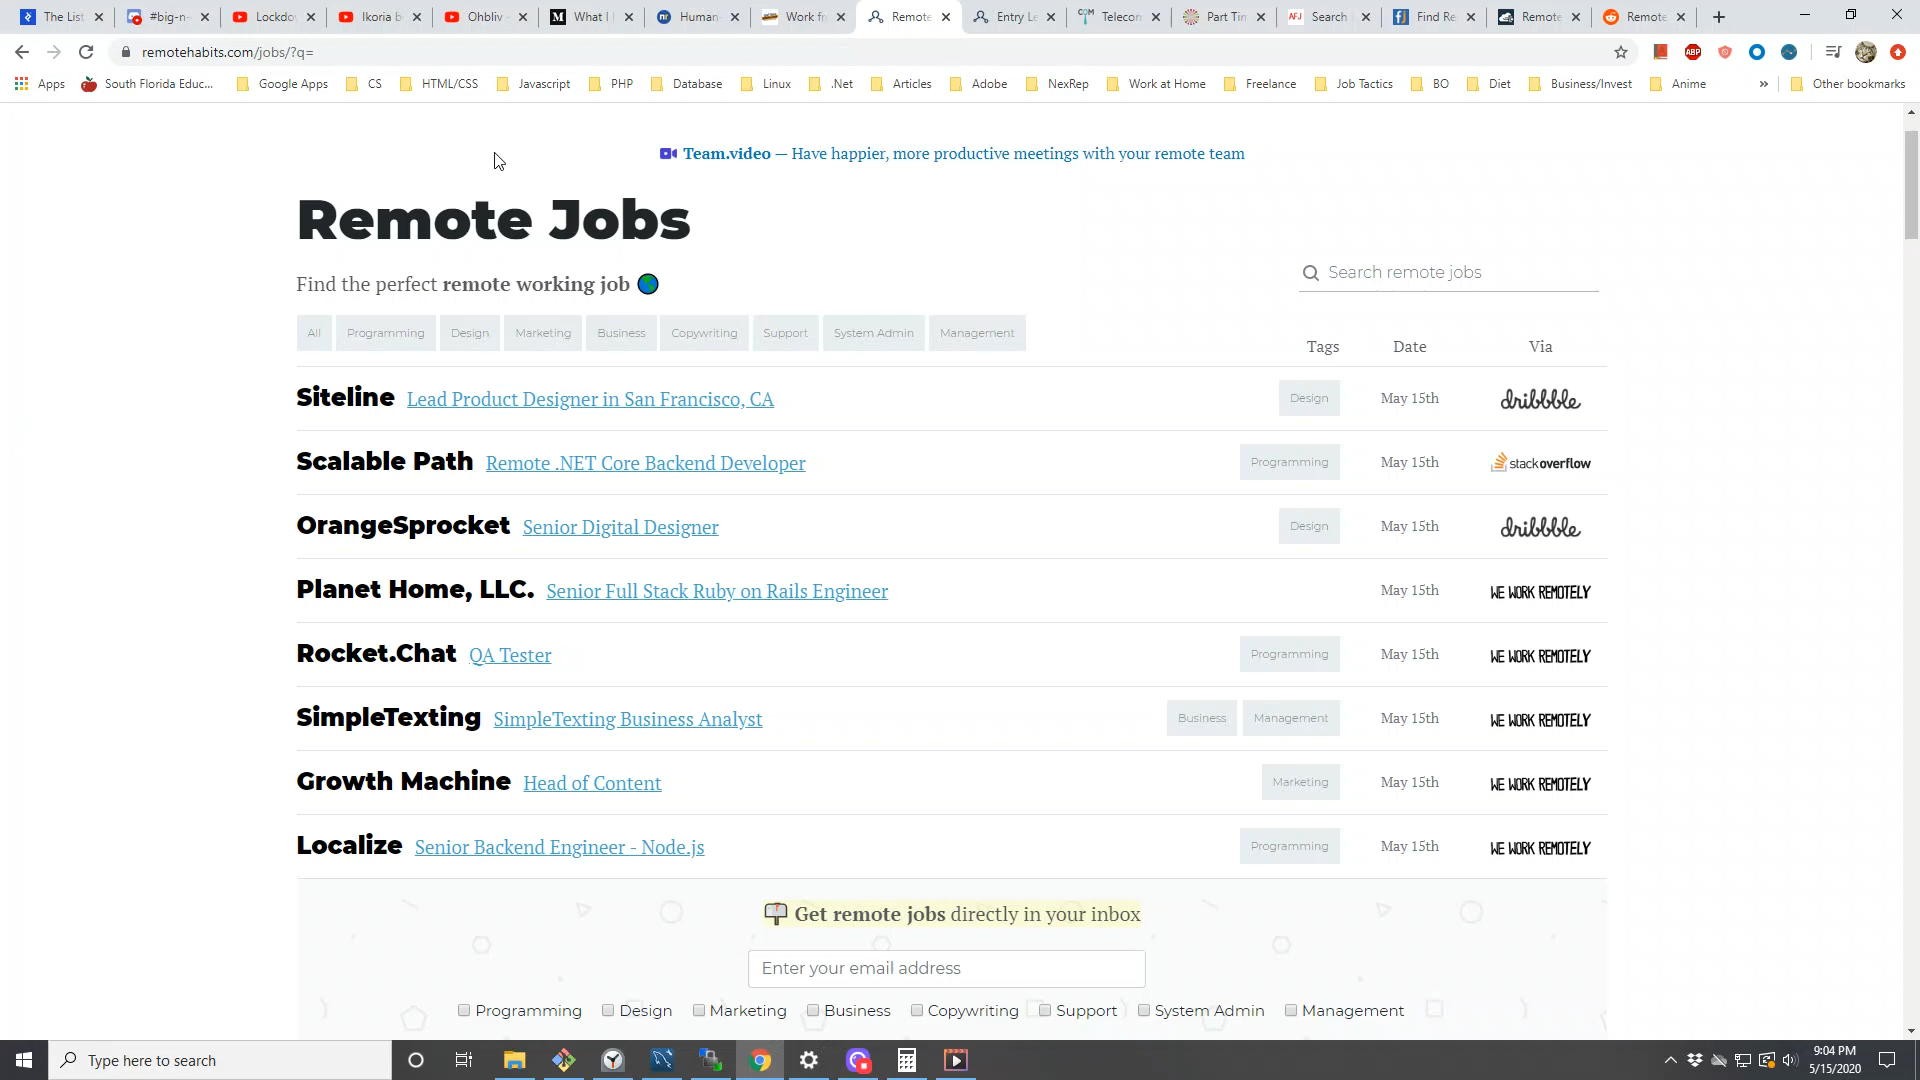 The List
#big-n-
Lockdo
Ikoria b
Ohbliv -
What I
Human-
Work fr
Remote
Entry Le
Telecom
Part Tim
Search
Find Re
Remote
Remote
remotehabits.com/jobs/?q=
Apps
South Florida Educ...
Google Apps
CS
HTML/CSS
Javascript
PHP
Database
Linux
.Net
Articles
Adobe
NexRep
Work at Home
Freelance
Job Tactics
BO
Diet
Business/Invest
Anime
»
Other bookmarks
Team.video — Have happier, more productive meetings with your remote team
Remote Jobs
Find the perfect remote working job
Search remote jobs
All Programming Design Marketing Business Copywriting Support System Admin Management
Tags Date Via
Siteline Lead Product Designer in San Francisco, CA Design May 15th dribbble
Scalable Path Remote .NET Core Backend Developer Programming May 15th stackoverflow
OrangeSprocket Senior Digital Designer Design May 15th dribbble
Planet Home, LLC. Senior Full Stack Ruby on Rails Engineer May 15th WE WORK REMOTELY
Rocket.Chat QA Tester Programming May 15th WE WORK REMOTELY
SimpleTexting SimpleTexting Business Analyst Business Management May 15th WE WORK REMOTELY
Growth Machine Head of Content Marketing May 15th WE WORK REMOTELY
Localize Senior Backend Engineer - Node.js Programming May 15th WE WORK REMOTELY
Get remote jobs directly in your inbox
Enter your email address
Programming Design Marketing Business Copywriting Support System Admin Management
Type here to search
9:04 PM
5/15/2020